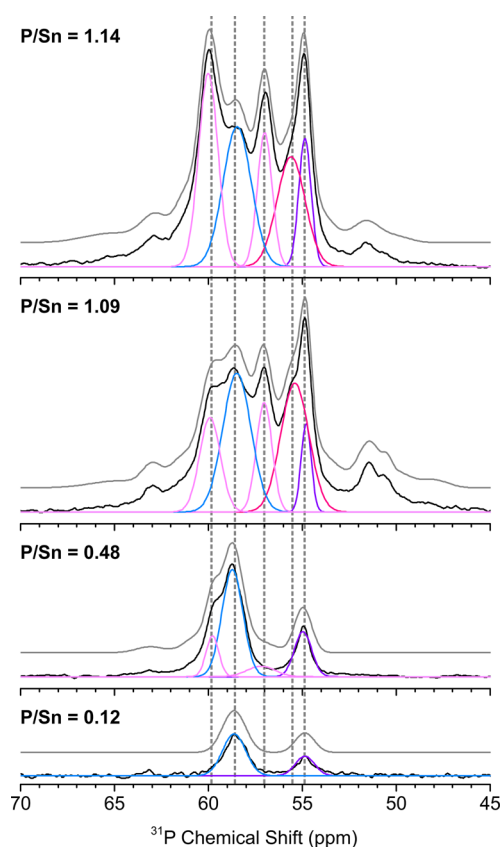 P/Sn = 1.14
P/Sn = 1.09
P/Sn = 0.48
P/Sn = 0.12
70 65 60 55 50 45
³¹P Chemical Shift (ppm)